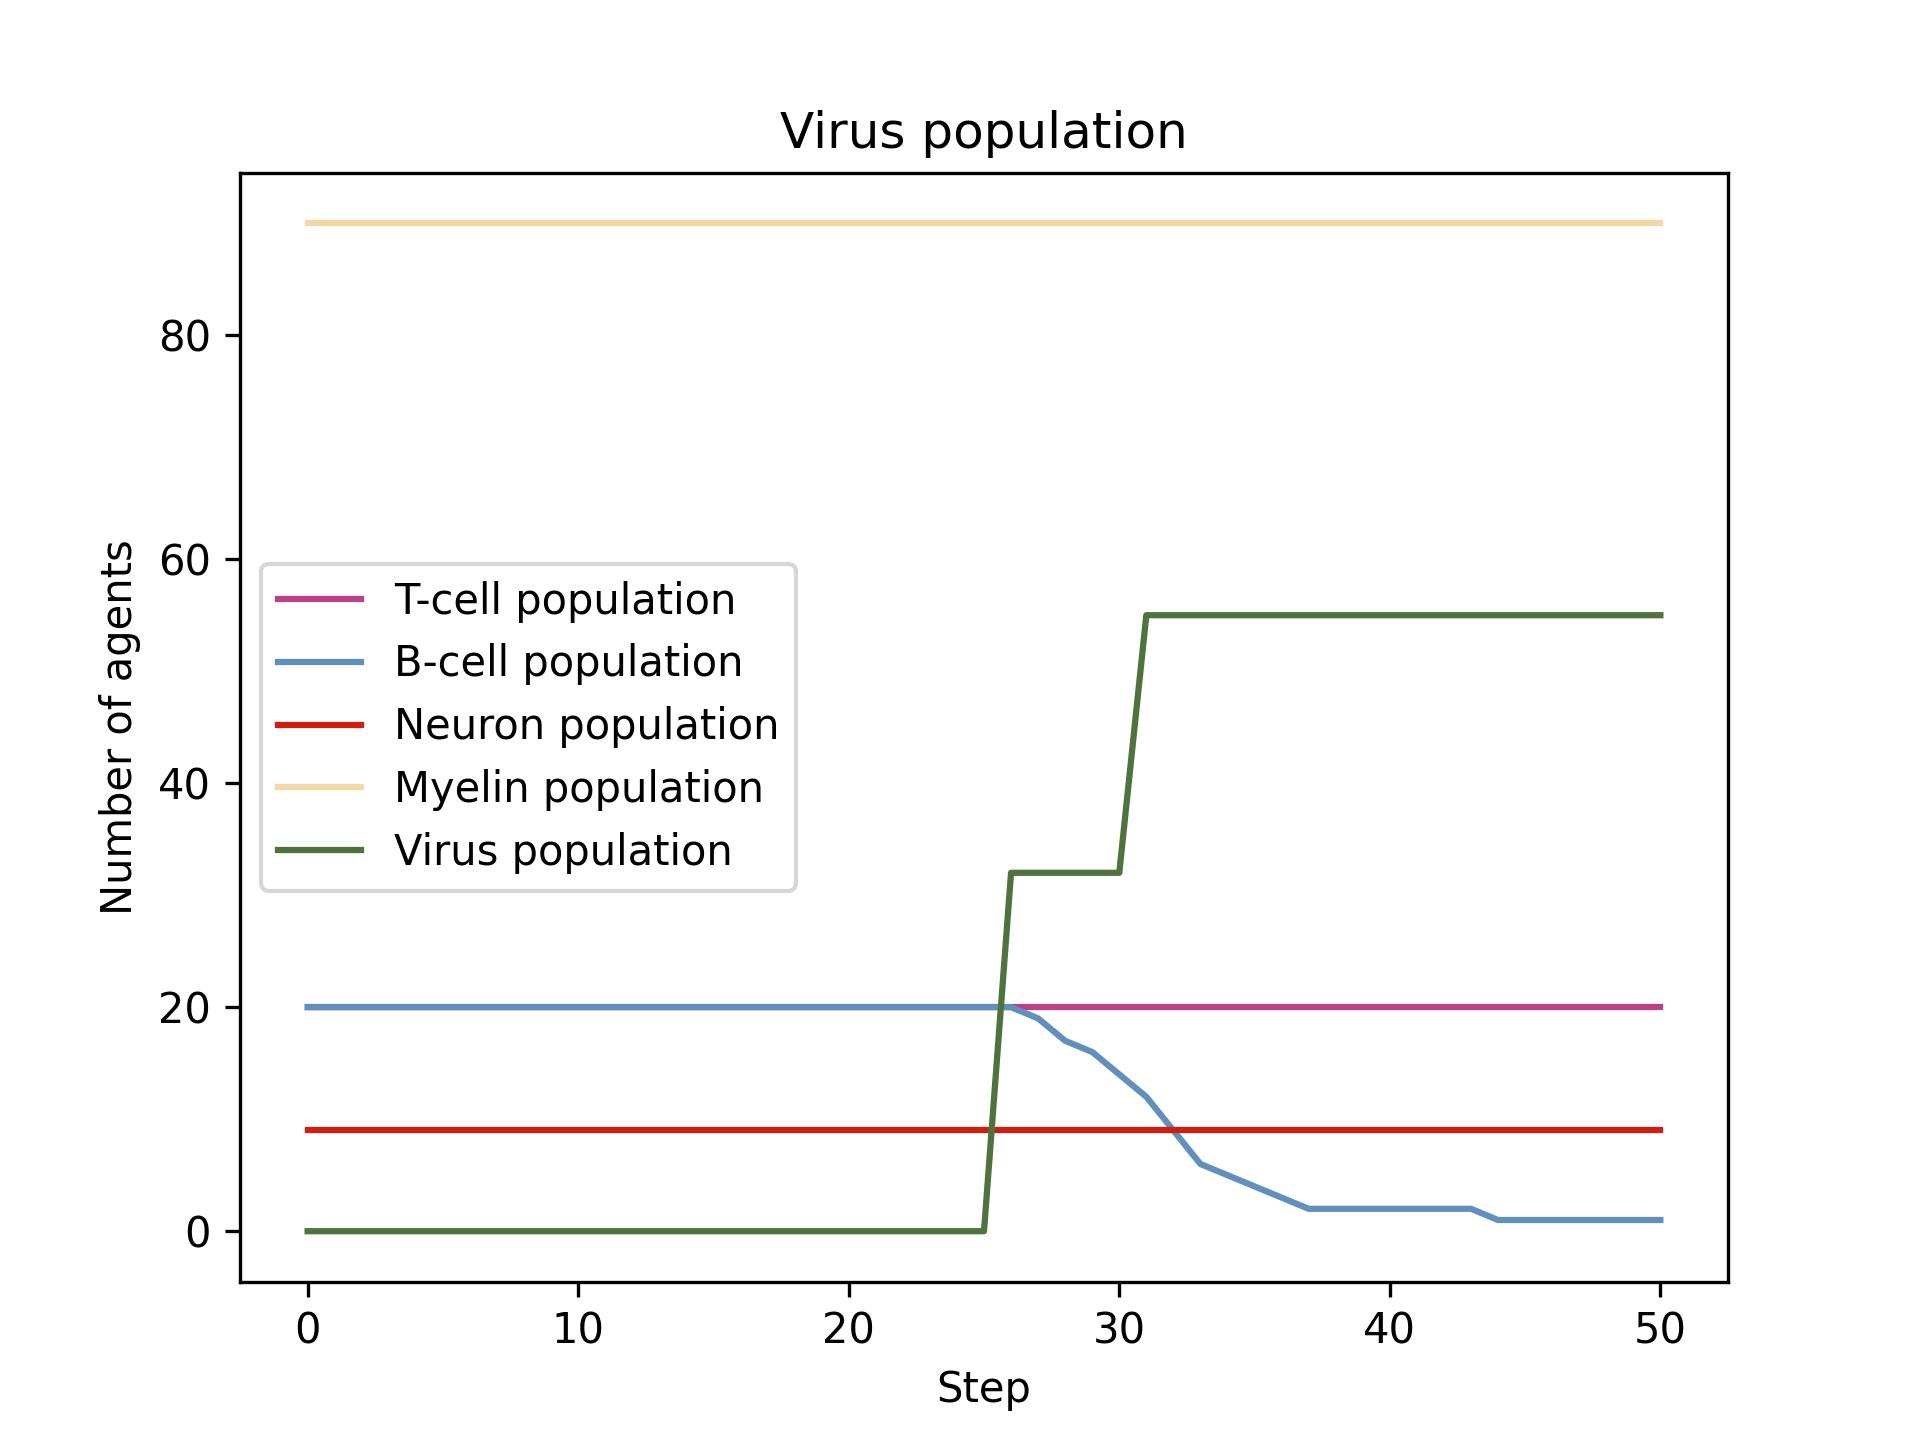 Virus population
Number of agents
80
60
40
20
0
T-cell population
B-cell population
Neuron population
Myelin population
Virus population
0 10 20 30 40 50
Step